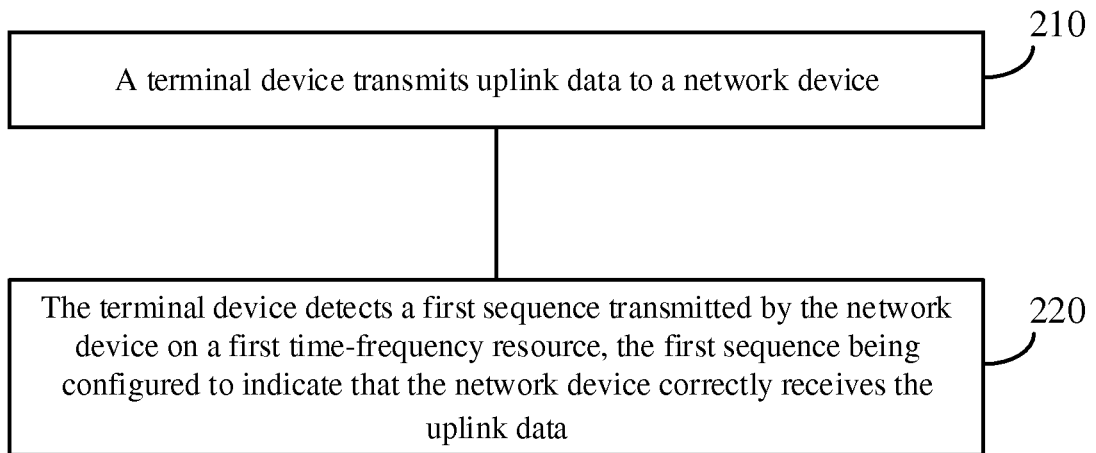 210
A terminal device transmits uplink data to a network device
The terminal device detects a first sequence transmitted by the network
device on a first time-frequency resource, the first sequence being
configured to indicate that the network device correctly receives the
uplink data
220